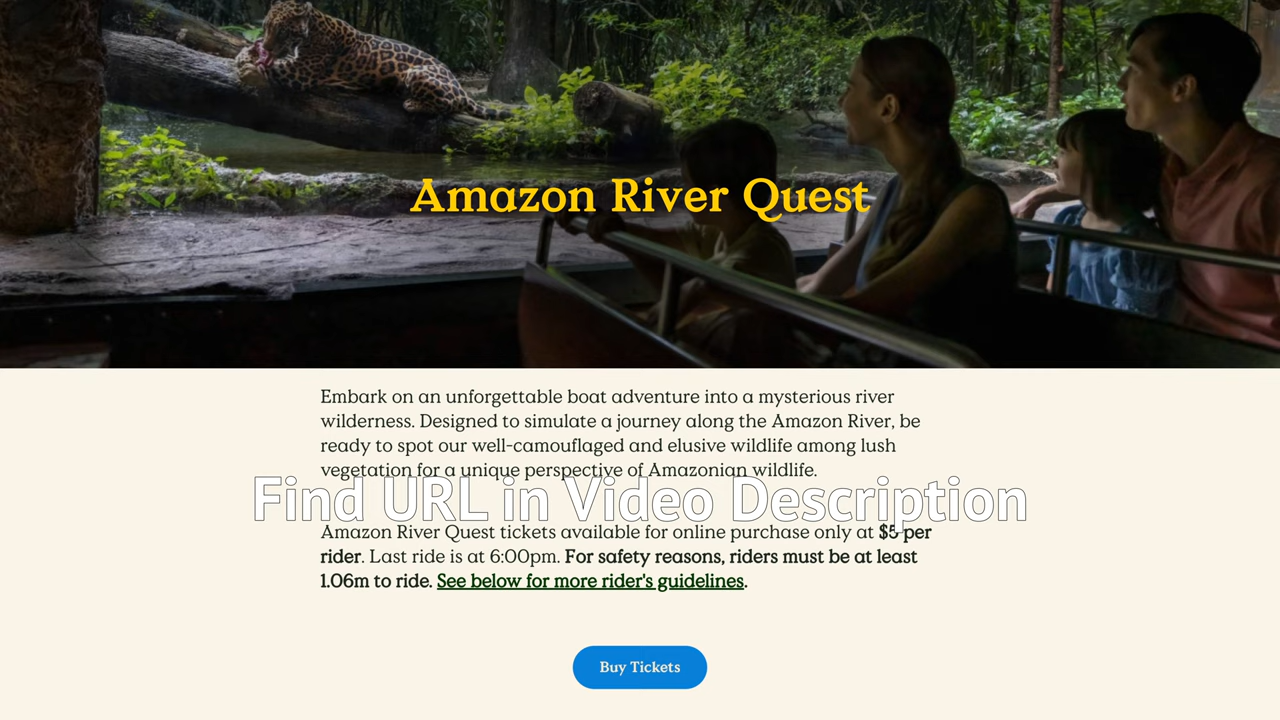 Amazon River Quest
Embark on an unforgettable boat adventure into a mysterious river
wilderness. Designed to simulate a journey along the Amazon River, be
ready to spot our well-camouflaged and elusive wildlife among lush
vegetation for a unique perspective of Amazonian wildlife.
Find URL in Video Description
Amazon River Quest tickets available for online purchase only at $5 per
rider. Last ride is at 6:00pm. For safety reasons, riders must be at least
1.06m to ride. See below for more rider's guidelines.
Buy Tickets